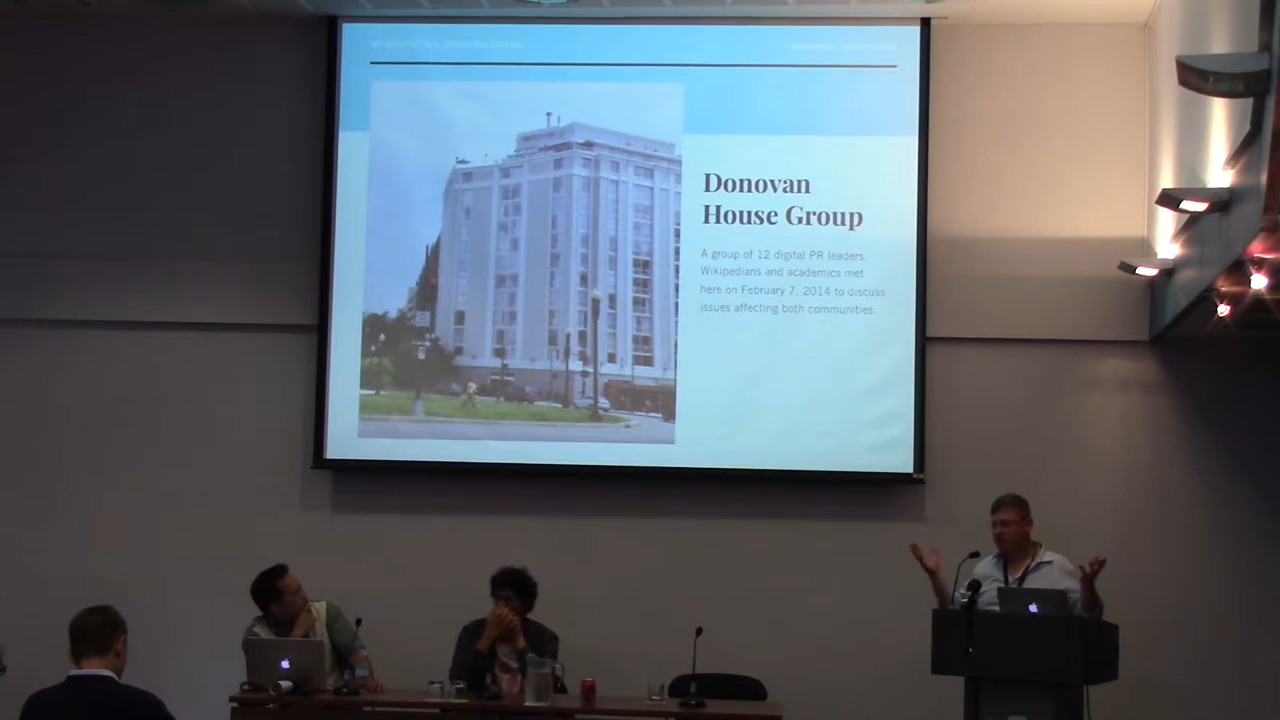 Donovan
House Group
A group of 12 digital PR leaders,
Wikipedians and academics met
here on February 7, 2014 to discuss
issues affecting both communities